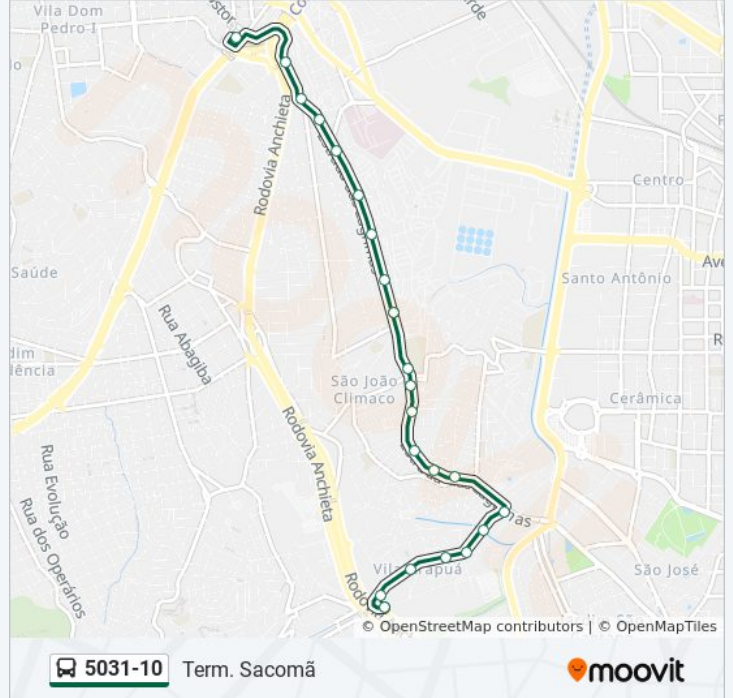 Vila Dom
Pedro I
Rodovia Anchieta
Centro
Saúde
Santo Antônio
Rua Abagiba
São João
Climaco
Cerâmica
Rodovia Anchieta
Rua Evolução
Rua dos Operários
São José
© OpenStreetMap contributors | © OpenMapTiles
5031-10 Term. Sacomã
moovit